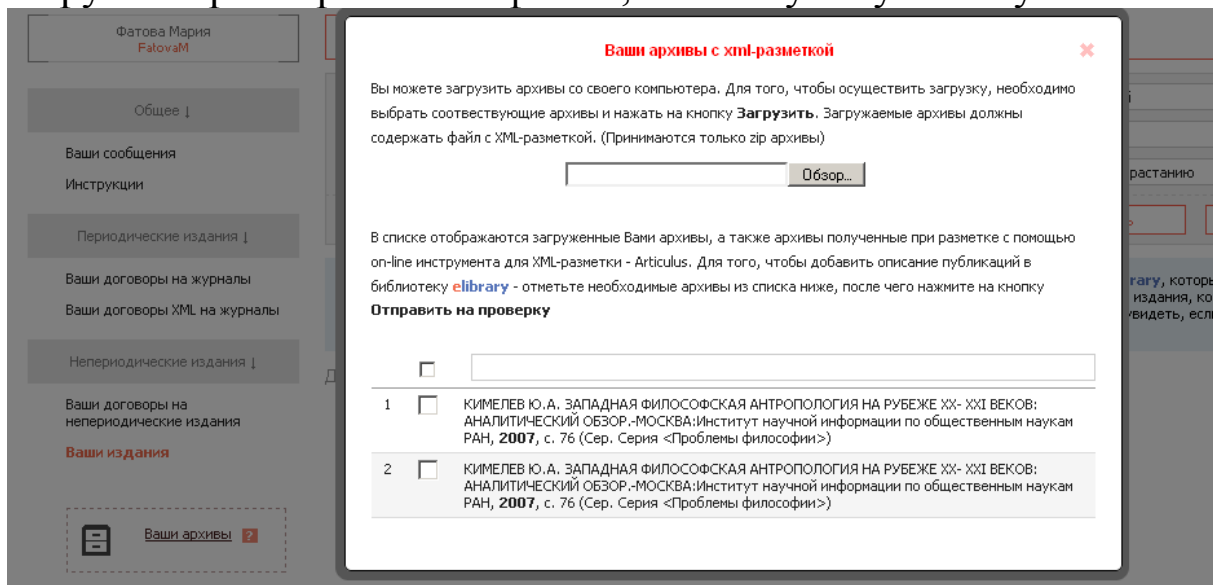 Фатова Мария
FatovaM
Общее ↓
Ваши сообщения
Инструкции
Периодические издания ↓
Ваши договоры на журналы
Ваши договоры XML на журналы
Непериодические издания ↓
Ваши договоры на
непериодические издания
Ваши издания
Ваши архивы ?
Ваши архивы с xml-разметкой
Вы можете загрузить архивы со своего компьютера. Для того, чтобы осуществить загрузку, необходимо
выбрать соотвествующие архивы и нажать на кнопку Загрузить. Загружаемые архивы должны
содержать файл с XML-разметкой. (Принимаются только zip архивы)
Обзор...
В списке отображаются загруженные Вами архивы, а также архивы полученные при разметке с помощью
on-line инструмента для XML-разметки - Articulus. Для того, чтобы добавить описание публикаций в
библиотеку elibrary - отметьте необходимые архивы из списка ниже, после чего нажмите на кнопку
Отправить на проверку
1 КИМЕЛЕВ Ю.А. ЗАПАДНАЯ ФИЛОСОФСКАЯ АНТРОПОЛОГИЯ НА РУБЕЖЕ XX- XXI ВЕКОВ:
АНАЛИТИЧЕСКИЙ ОБЗОР.-МОСКВА:Институт научной информации по общественным наукам
РАН, 2007, с. 76 (Сер. Серия <Проблемы философии>)
2 КИМЕЛЕВ Ю.А. ЗАПАДНАЯ ФИЛОСОФСКАЯ АНТРОПОЛОГИЯ НА РУБЕЖЕ XX- XXI ВЕКОВ:
АНАЛИТИЧЕСКИЙ ОБЗОР.-МОСКВА:Институт научной информации по общественным наукам
РАН, 2007, с. 76 (Сер. Серия <Проблемы философии>)
растанию
rary, которы
издания, ко
увидеть, есл